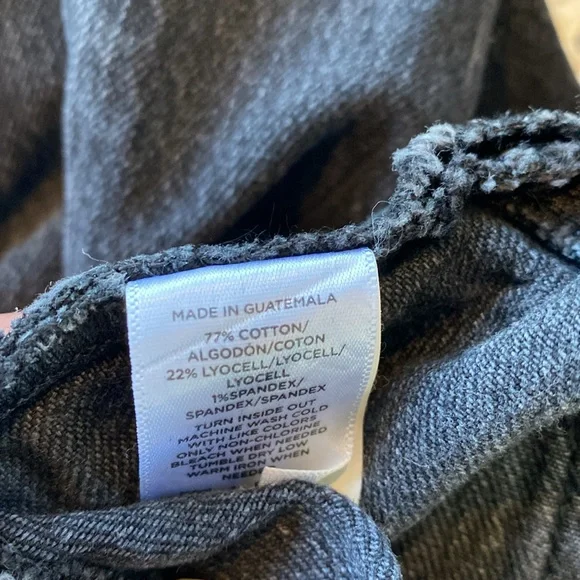 MADE IN GUATEMALA
77% COTTON/
ALGODÓN/COTON
22% LYOCELL/LYOCELL/
LYOCELL
1%SPANDEX/
SPANDEX/SPANDEX
TURN INSIDE OUT
MACHINE WASH COLD
WITH LIKE COLORS
ONLY NON-CHLORINE
BLEACH WHEN NEEDED
TUMBLE DRY LOW
WARM IRON WHEN